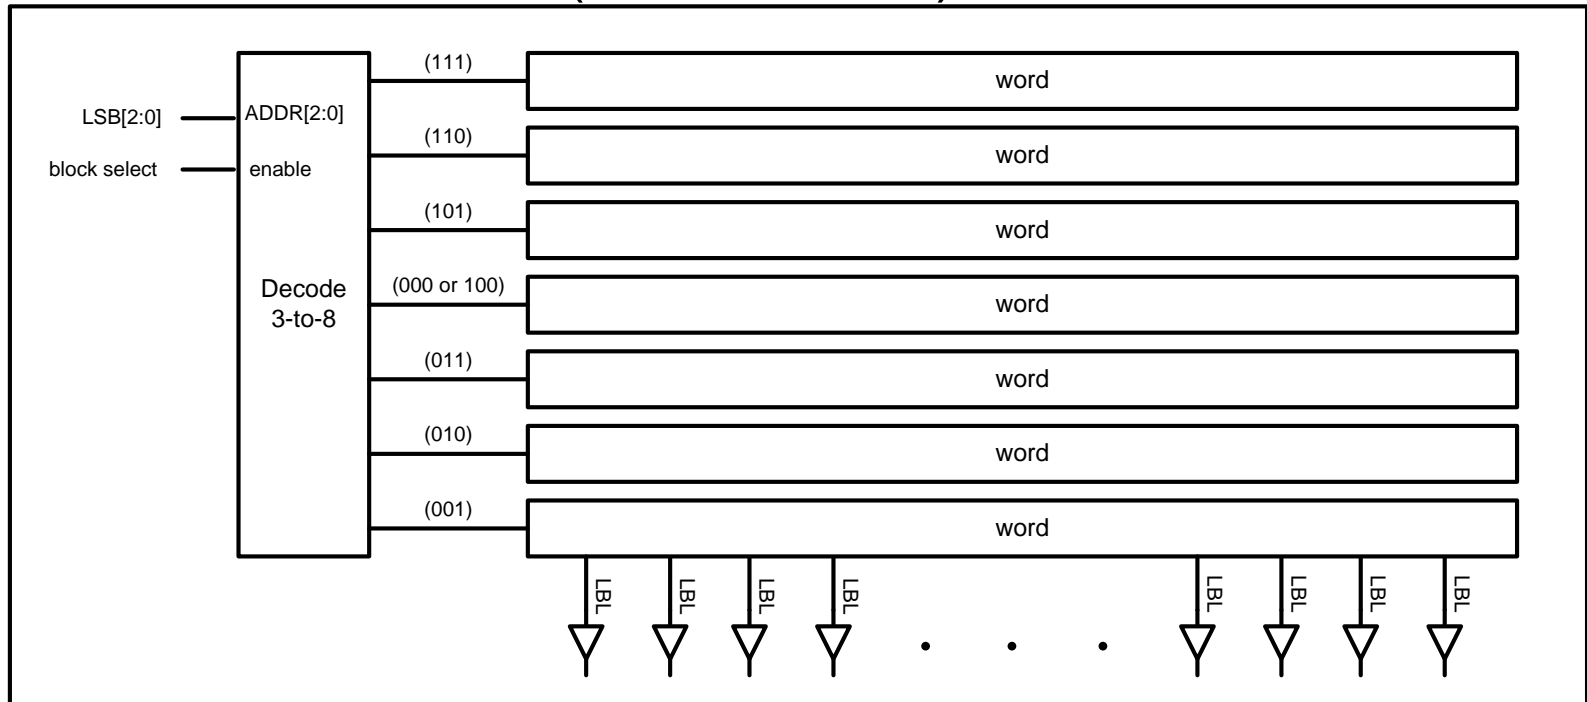 (111)
word
LSB[2:0]
ADDR[2:0]
(110)
word
block select
enable
(101)
word
Decode
3-to-8
(000 or 100)
word
(011)
word
(010)
word
(001)
word
LBL
LBL
LBL
LBL
LBL
LBL
LBL
LBL